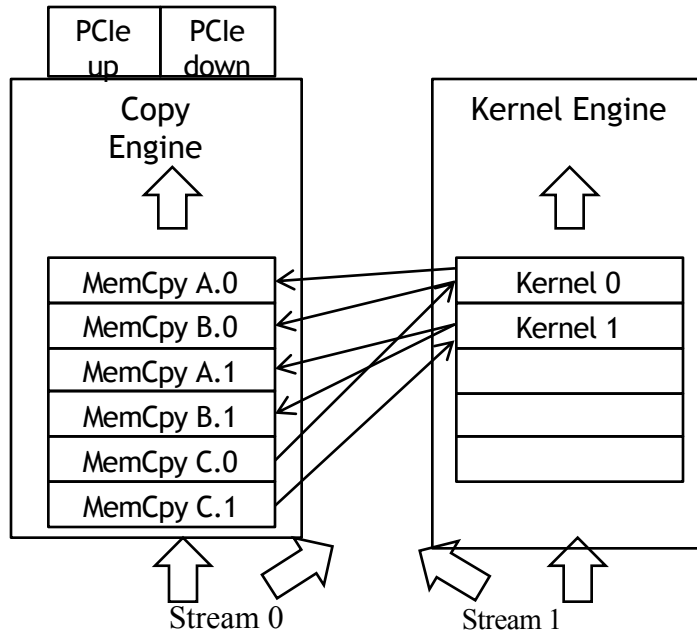 PCIe
up
PCIe
down
Copy
Engine
Kernel Engine
MemCpy A.0
MemCpy B.0
MemCpy A.1
MemCpy B.1
MemCpy C.0
MemCpy C.1
Kernel 0
Kernel 1
Stream 0
Stream 1